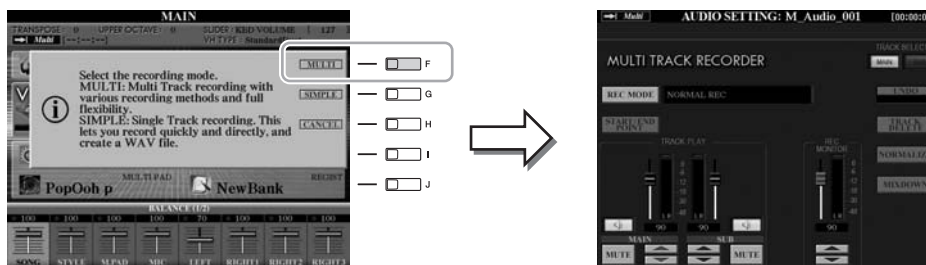 MAIN
TRANSPOSE: 0 UPPER OCTAVE: 0 SLIDER: KBD VOLUME 127
Multi [--:--:--] VH TYPE: Standard
Select the recording mode.
MULTI: Multi Track recording with
various recording methods and full
flexibility.
SIMPLE: Single Track recording. This
lets you record quickly and directly, and
create a WAV file.
MULTI
SIMPLE
CANCEL
F
G
H
I
J
MULTI PAD REGIST
PopOoh p NewBank
BALANCE (1/2)
100 100 100 100 70 100 100 100
SONG STYLE M.PAD MIC LEFT RIGHT1 RIGHT2 RIGHT3
Multi AUDIO SETTING: M_Audio_001 [00:00:0
TRACK SELECT
MULTI TRACK RECORDER
MAIN
REC MODE NORMAL REC
UNDO
START/END
POINT
TRACK
DELETE
TRACK PLAY
REC
MONITOR
NORMALIZ
MIXDOWN
L R L R L R
90 90 90
MAIN SUB
MUTE MUTE